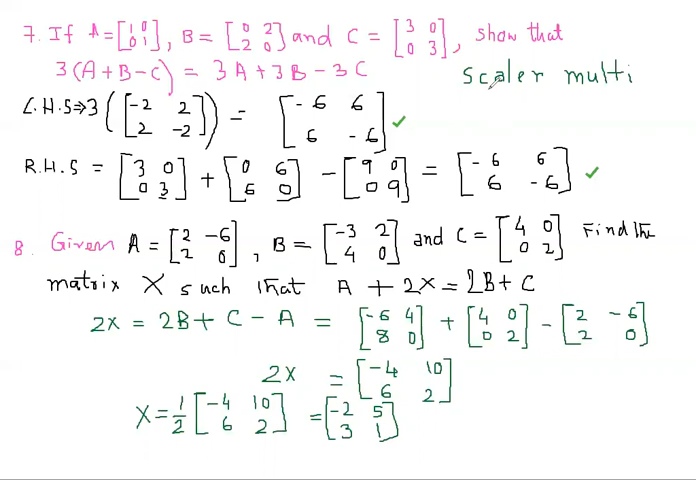 7. If A = [1 0 0 1], B = [0 2 2 0] and C = [3 0 0 3], show that
3(A+B-C) = 3A + 3B - 3C
scaler multi
L.H.S ⇒ 3([-2 2 2 -2]) = [-6 6 6 -6] ✓
R.H.S = [3 0 0 3] + [0 6 6 0] - [9 0 0 9] = [-6 6 6 -6] ✓
8. Given A = [2 -6 2 0], B = [-3 2 4 0] and C = [4 0 0 2] Find the
matrix X such that A + 2X = 2B + C
2X = 2B + C - A = [-6 4 8 0] + [4 0 0 2] - [2 -6 2 0]
2X = [-4 10 6 2]
X = 1/2 [-4 10 6 2] = [-2 5 3 1]